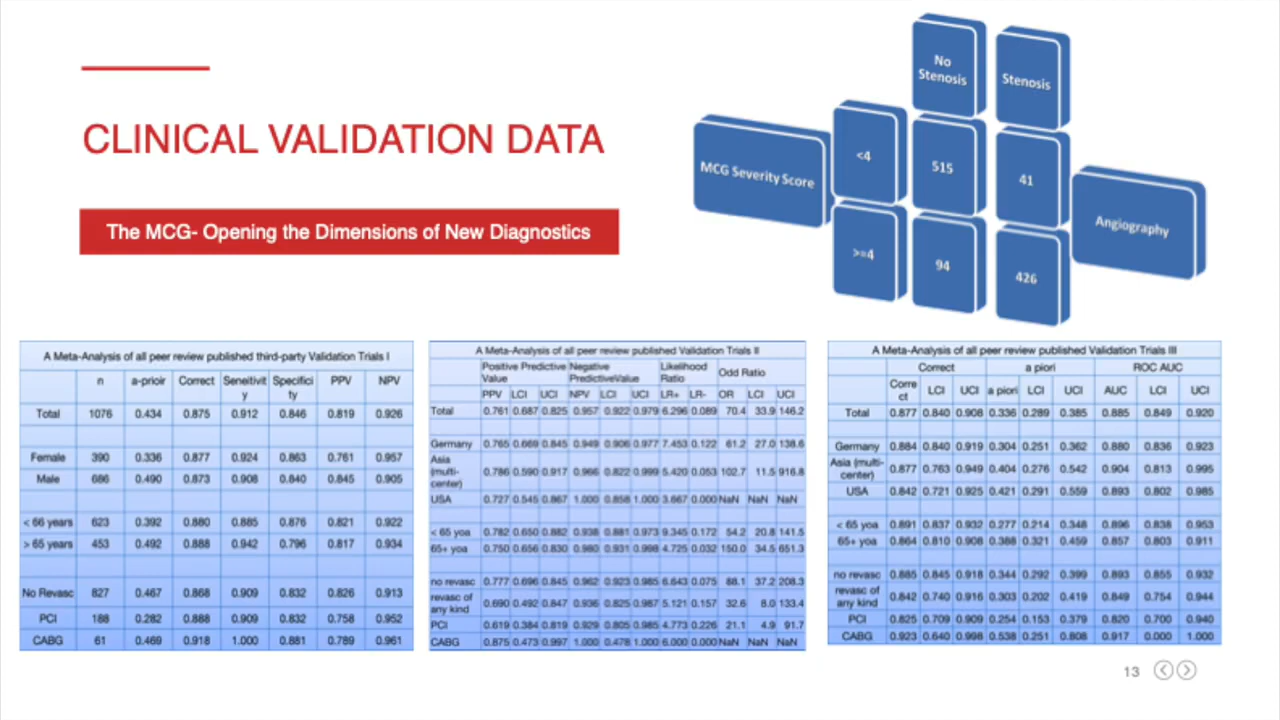 CLINICAL VALIDATION DATA
The MCG- Opening the Dimensions of New Diagnostics
No
Stenosis
Stenosis
MCG Severity Score
<4
515
41
Angiography
>=4
94
426
A Meta-Analysis of all peer review published third-party Validation Trials I
n a-prioir Correct Sensitivit y Specifici ty PPV NPV
Total 1076 0.434 0.875 0.912 0.846 0.819 0.926
Female 390 0.336 0.877 0.924 0.863 0.761 0.957
Male 686 0.490 0.873 0.908 0.840 0.845 0.905
< 66 years 623 0.392 0.880 0.885 0.876 0.821 0.922
> 65 years 453 0.492 0.888 0.942 0.796 0.817 0.934
No Revasc 827 0.467 0.868 0.909 0.832 0.826 0.913
PCI 188 0.282 0.888 0.909 0.832 0.758 0.952
CABG 61 0.469 0.918 1.000 0.881 0.789 0.961
A Meta-Analysis of all peer review published Validation Trials II
Positive Predictive Value Negative PredictiveValue Likelihood Ratio Odd Ratio
PPV LCI UCI NPV LCI UCI LR+ LR- OR LCI UCI
Total 0.761 0.687 0.825 0.957 0.922 0.979 6.296 0.089 70.4 33.9 146.2
Germany 0.765 0.669 0.845 0.949 0.906 0.977 7.453 0.122 61.2 27.0 138.6
Asia (multi-center) 0.786 0.590 0.917 0.966 0.822 0.999 5.420 0.053 102.7 11.5 916.8
USA 0.727 0.545 0.867 1.000 0.858 1.000 3.667 0.000 NaN NaN NaN
< 65 yoa 0.782 0.650 0.882 0.938 0.881 0.973 9.345 0.172 54.2 20.8 141.5
65+ yoa 0.750 0.656 0.830 0.980 0.931 0.998 4.725 0.032 150.0 34.5 651.3
no revasc 0.777 0.696 0.845 0.962 0.923 0.985 6.643 0.075 88.1 37.2 208.3
revasc of any kind 0.690 0.492 0.847 0.936 0.825 0.987 5.121 0.157 32.6 8.0 133.4
PCI 0.619 0.384 0.819 0.929 0.805 0.985 4.773 0.226 21.1 4.9 91.7
CABG 0.875 0.473 0.997 1.000 0.478 1.000 6.000 0.000 NaN NaN NaN
A Meta-Analysis of all peer review published Validation Trials III
Correct a piori ROC AUC
Corre ct LCI UCI a piori LCI UCI AUC LCI UCI
Total 0.877 0.840 0.908 0.336 0.289 0.385 0.885 0.849 0.920
Germany 0.884 0.840 0.919 0.304 0.251 0.362 0.880 0.836 0.923
Asia (multi-center) 0.877 0.763 0.949 0.404 0.276 0.542 0.904 0.813 0.995
USA 0.842 0.721 0.925 0.421 0.291 0.559 0.893 0.802 0.985
< 65 yoa 0.891 0.837 0.932 0.277 0.214 0.348 0.896 0.838 0.953
65+ yoa 0.864 0.810 0.908 0.388 0.321 0.459 0.857 0.803 0.911
no revasc 0.885 0.845 0.918 0.344 0.292 0.399 0.893 0.855 0.932
revasc of any kind 0.842 0.740 0.916 0.303 0.202 0.419 0.849 0.754 0.944
PCI 0.825 0.709 0.909 0.254 0.153 0.379 0.820 0.700 0.940
CABG 0.923 0.640 0.998 0.538 0.251 0.808 0.917 0.000 1.000
13